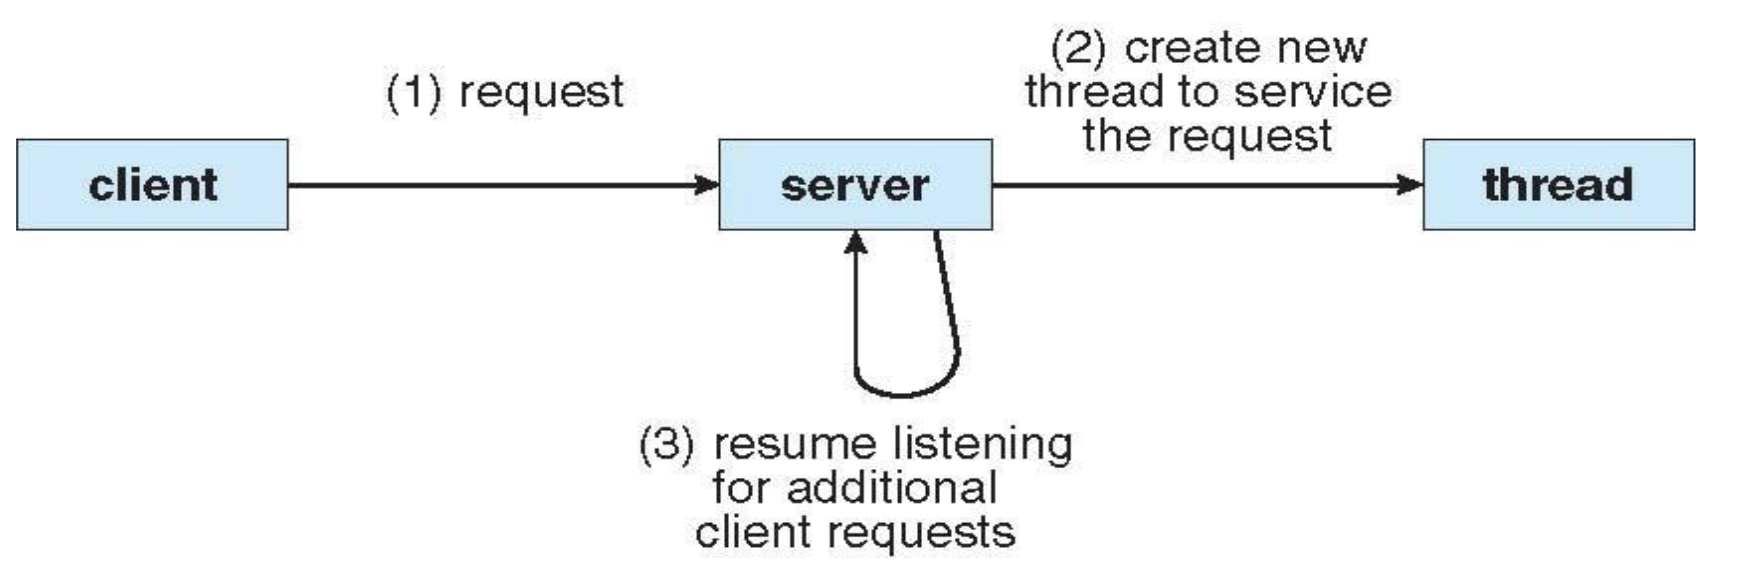 client
(1) request
server
(2) create new
thread to service
the request
thread
(3) resume listening
for additional
client requests